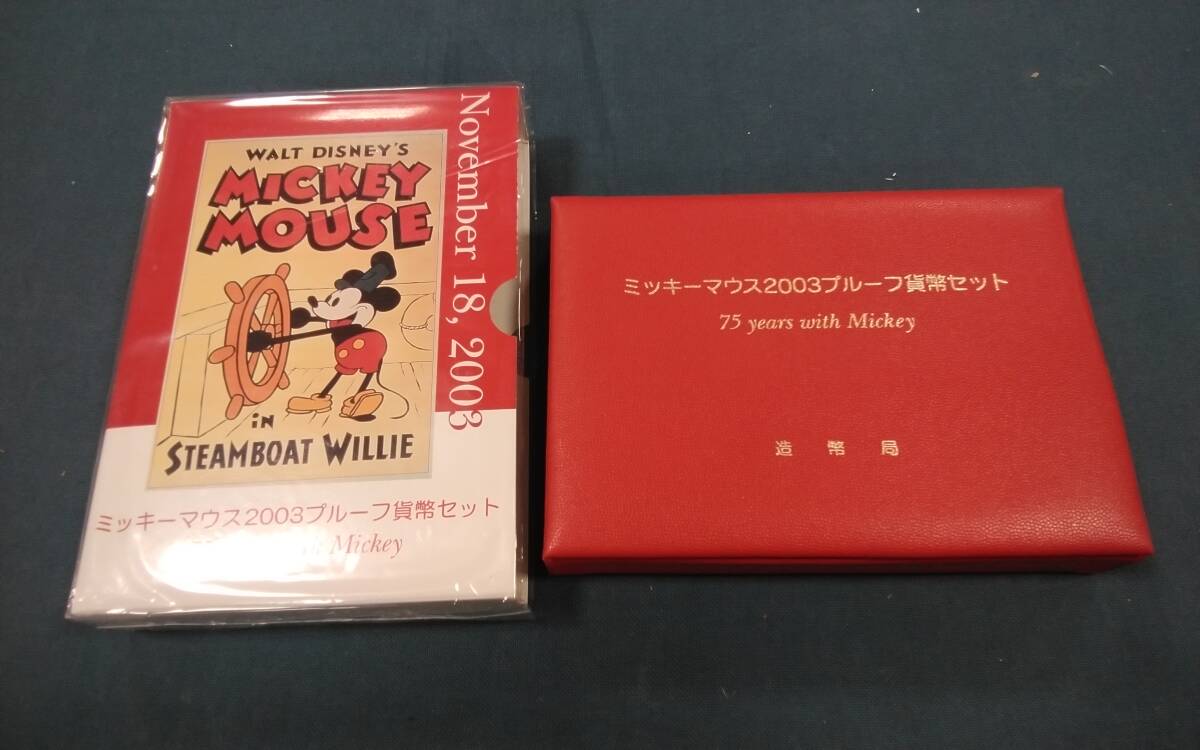 WALT DISNEY'S
MICKEY
MOUSE
IN
STEAMBOAT WILLIE
November 18, 2003
ミッキーマウス2003プルーフ貨幣セット
Mickey
ミッキーマウス2003プルーフ貨幣セット
75 years with Mickey
造幣局